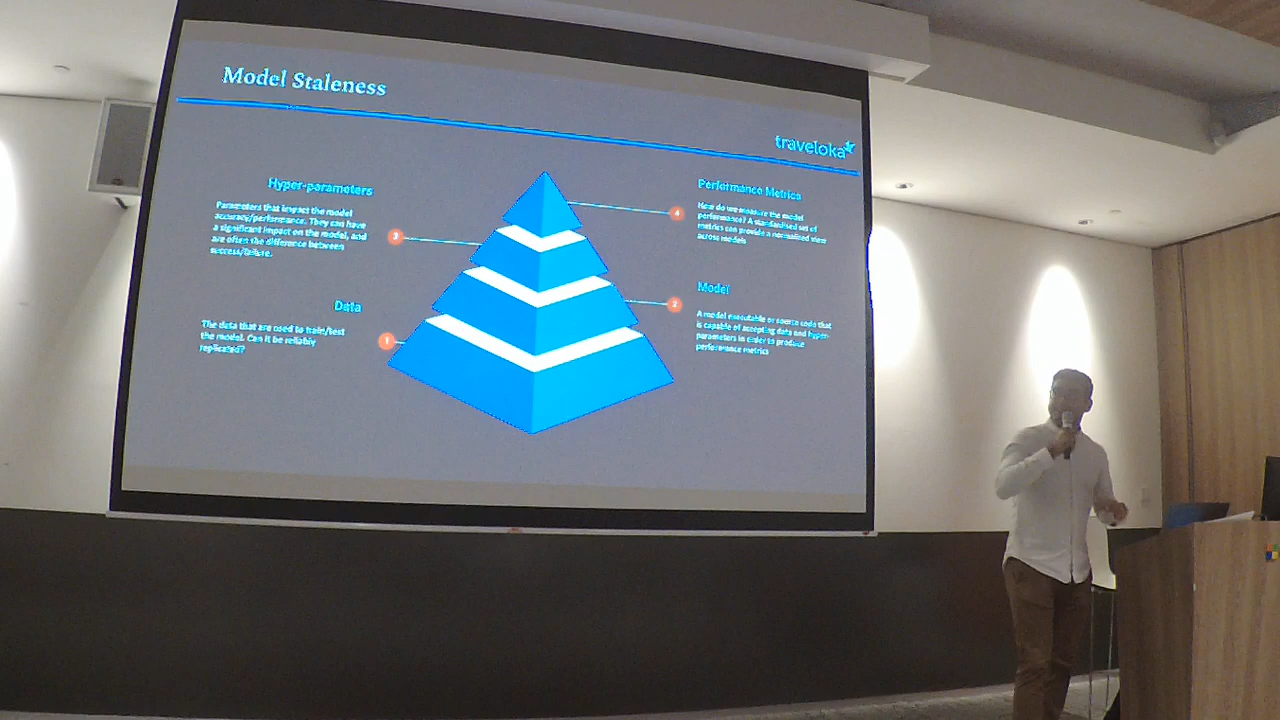 Model Staleness
traveloka
Hyper-parameters
Parameters that impact the model
accuracy/performance. They can have
a significant impact on the model, and
are often the difference between
success/failure.
3
Performance Metrics
How do we measure the model
performance? A standardised set of
metrics can provide a normalised view
across models
4
Data
The data that are used to train/test
the model. Can it be reliably
replicated?
1
Model
A model executable or source code that
is capable of accepting data and hyper-
parameters in order to produce
performance metrics
2